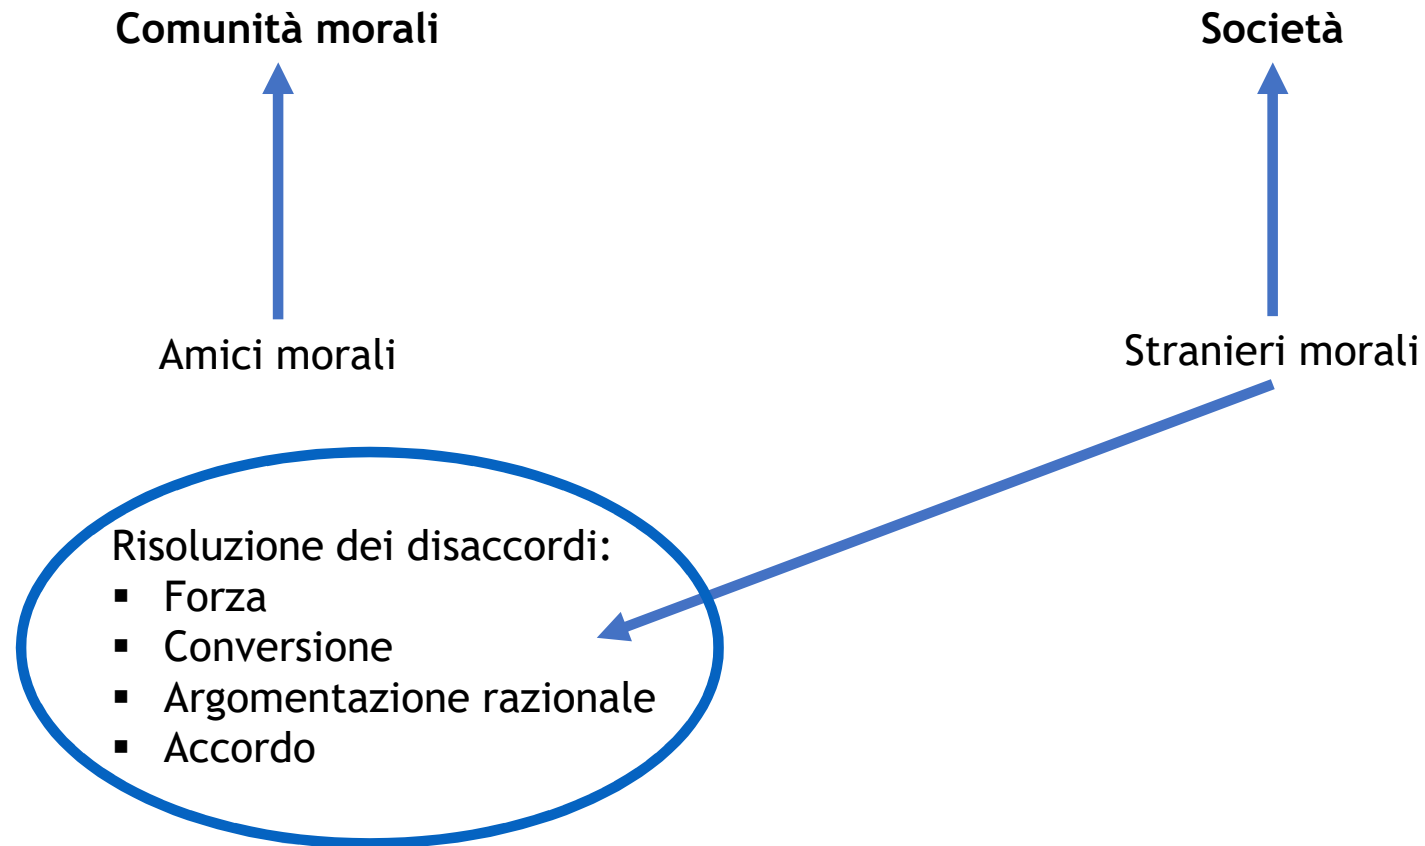 Comunità morali
Società
Amici morali
Stranieri morali
Risoluzione dei disaccordi:
▪ Forza
▪ Conversione
▪ Argomentazione razionale
▪ Accordo